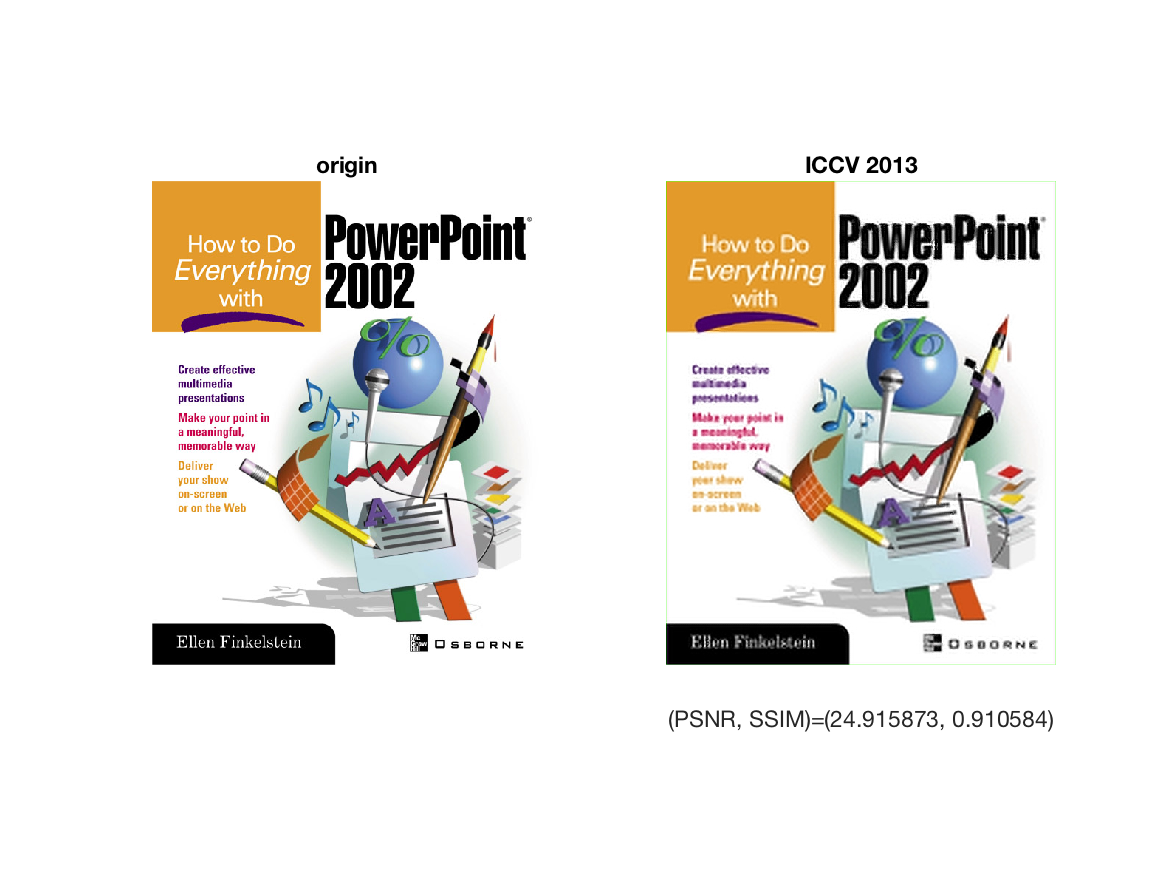 origin
How to Do
Everything
with
PowerPoint®
2002
Create effective
multimedia
presentations
Make your point in
a meaningful,
memorable way
Deliver
your show
on-screen
or on the Web
%
A
Ellen Finkelstein
Mc
Graw
Hill
OSBORNE
ICCV 2013
How to Do
Everything
with
PowerPoint®
2002
Create effective
multimedia
presentations
Make your point in
a meaningful,
memorable way
Deliver
your show
on-screen
or on the Web
%
A
Ellen Finkelstein
OSBORNE
(PSNR, SSIM)=(24.915873, 0.910584)